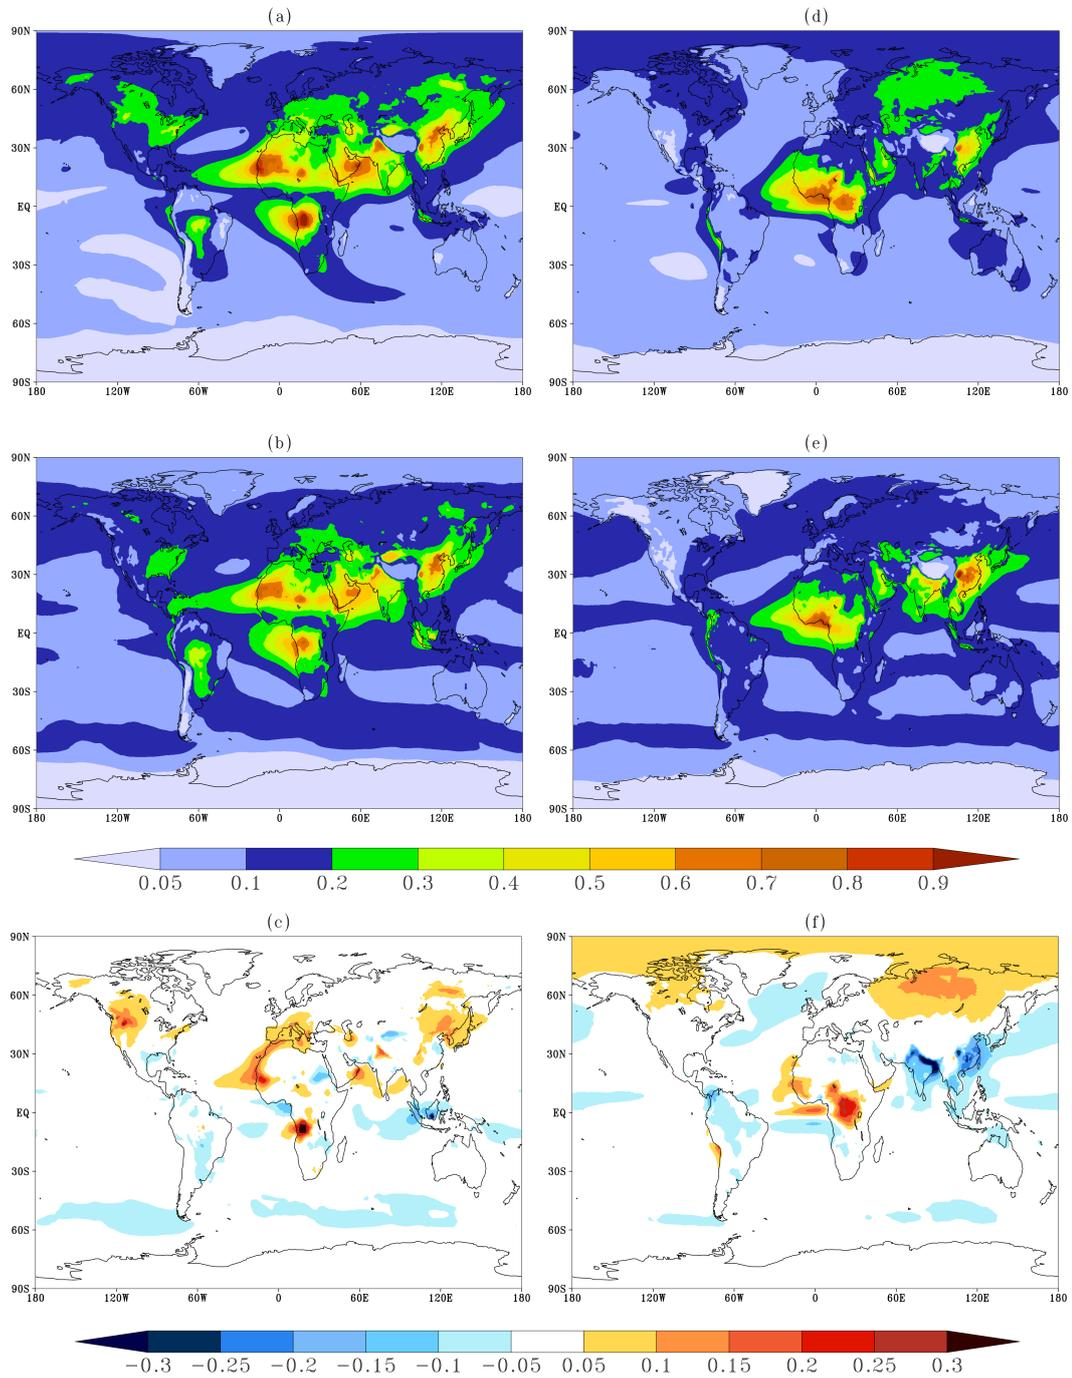 (a)
90N
60N
30N
EQ
30S
60S
90S
180 120W 60W 0 60E 120E 180
(d)
90N
60N
30N
EQ
30S
60S
90S
180 120W 60W 0 60E 120E 180
(b)
90N
60N
30N
EQ
30S
60S
90S
180 120W 60W 0 60E 120E 180
(e)
90N
60N
30N
EQ
30S
60S
90S
180 120W 60W 0 60E 120E 180
0.05 0.1 0.2 0.3 0.4 0.5 0.6 0.7 0.8 0.9
(c)
90N
60N
30N
EQ
30S
60S
90S
180 120W 60W 0 60E 120E 180
(f)
90N
60N
30N
EQ
30S
60S
90S
180 120W 60W 0 60E 120E 180
−0.3 −0.25 −0.2 −0.15 −0.1 −0.05 0.05 0.1 0.15 0.2 0.25 0.3